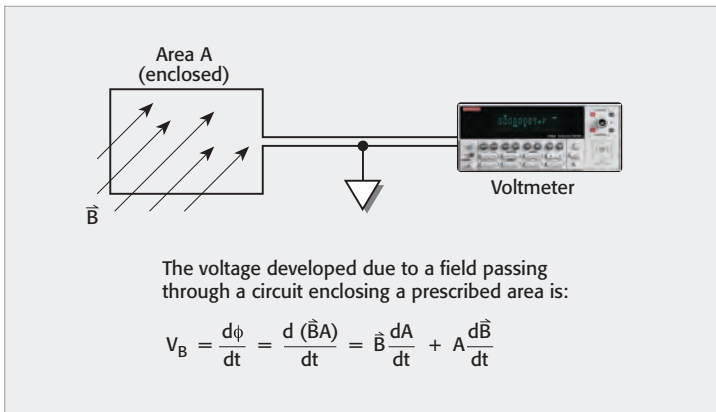 Area A
(enclosed)
B⃗
Voltmeter
The voltage developed due to a field passing
through a circuit enclosing a prescribed area is:
V_B = dϕ/dt = d (B⃗A)/dt = B⃗ dA/dt + A dB⃗/dt